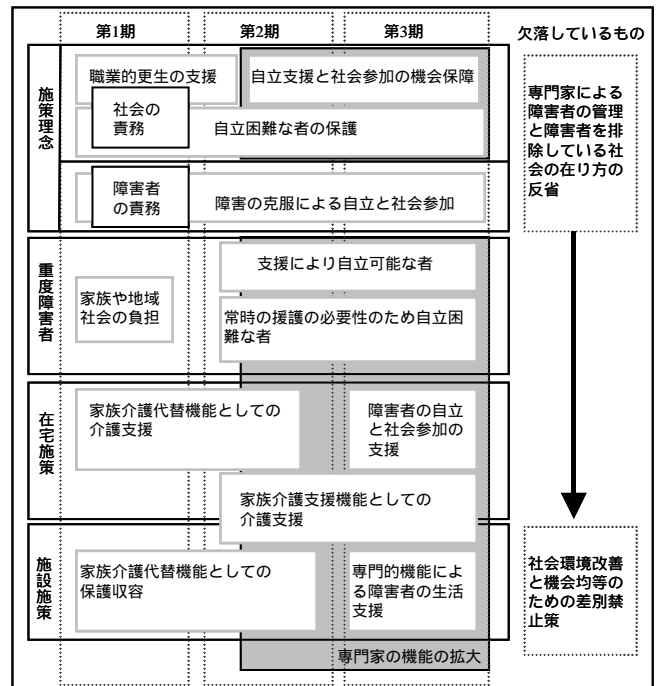 第1期
第2期
第3期
欠落しているもの
施策理念
職業的更生の支援
自立支援と社会参加の機会保障
社会の
責務
自立困難な者の保護
障害者
の責務
障害の克服による自立と社会参加
専門家による
障害者の管理
と障害者を排
除している社
会の在り方の
反省
重度障害者
家族や地域
社会の負担
支援により自立可能な者
常時の援護の必要性のため自立困
難な者
在宅施策
家族介護代替機能としての
介護支援
障害者の自立
と社会参加の
支援
家族介護支援機能としての
介護支援
施設施策
家族介護代替機能としての
保護収容
専門的機能によ
る障害者の生活
支援
社会環境改善
と機会均等の
ための差別禁
止策
専門家の機能の拡大